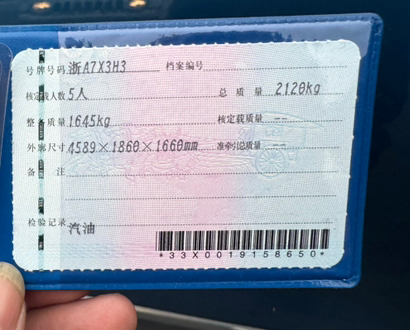 号牌号码 浙A7X3H3 档案编号
核定载人数 5人 总质量 2120kg
整备质量 1645kg 核定载质量 --
外廓尺寸 4589×1860×1660mm 准牵引总质量 --
备注
检验记录 汽油
*33X0019158650*